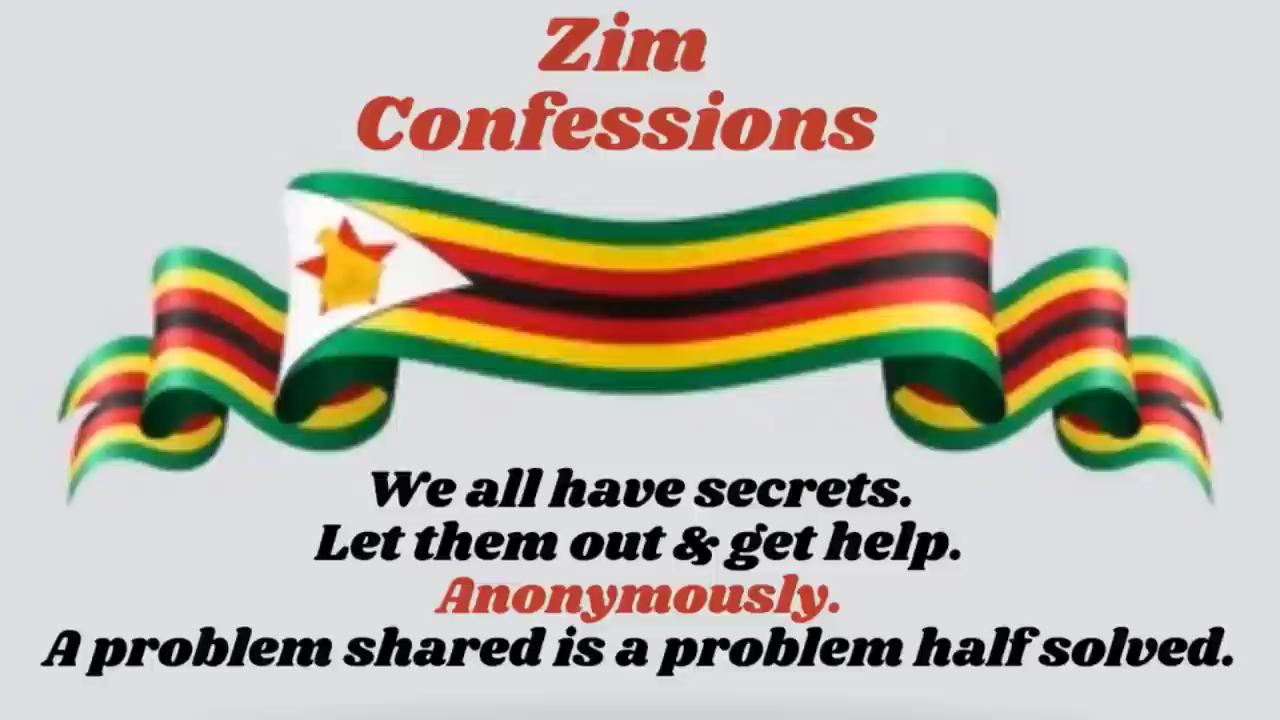 Zim
Confessions
We all have secrets.
Let them out & get help.
Anonymously.
A problem shared is a problem half solved.